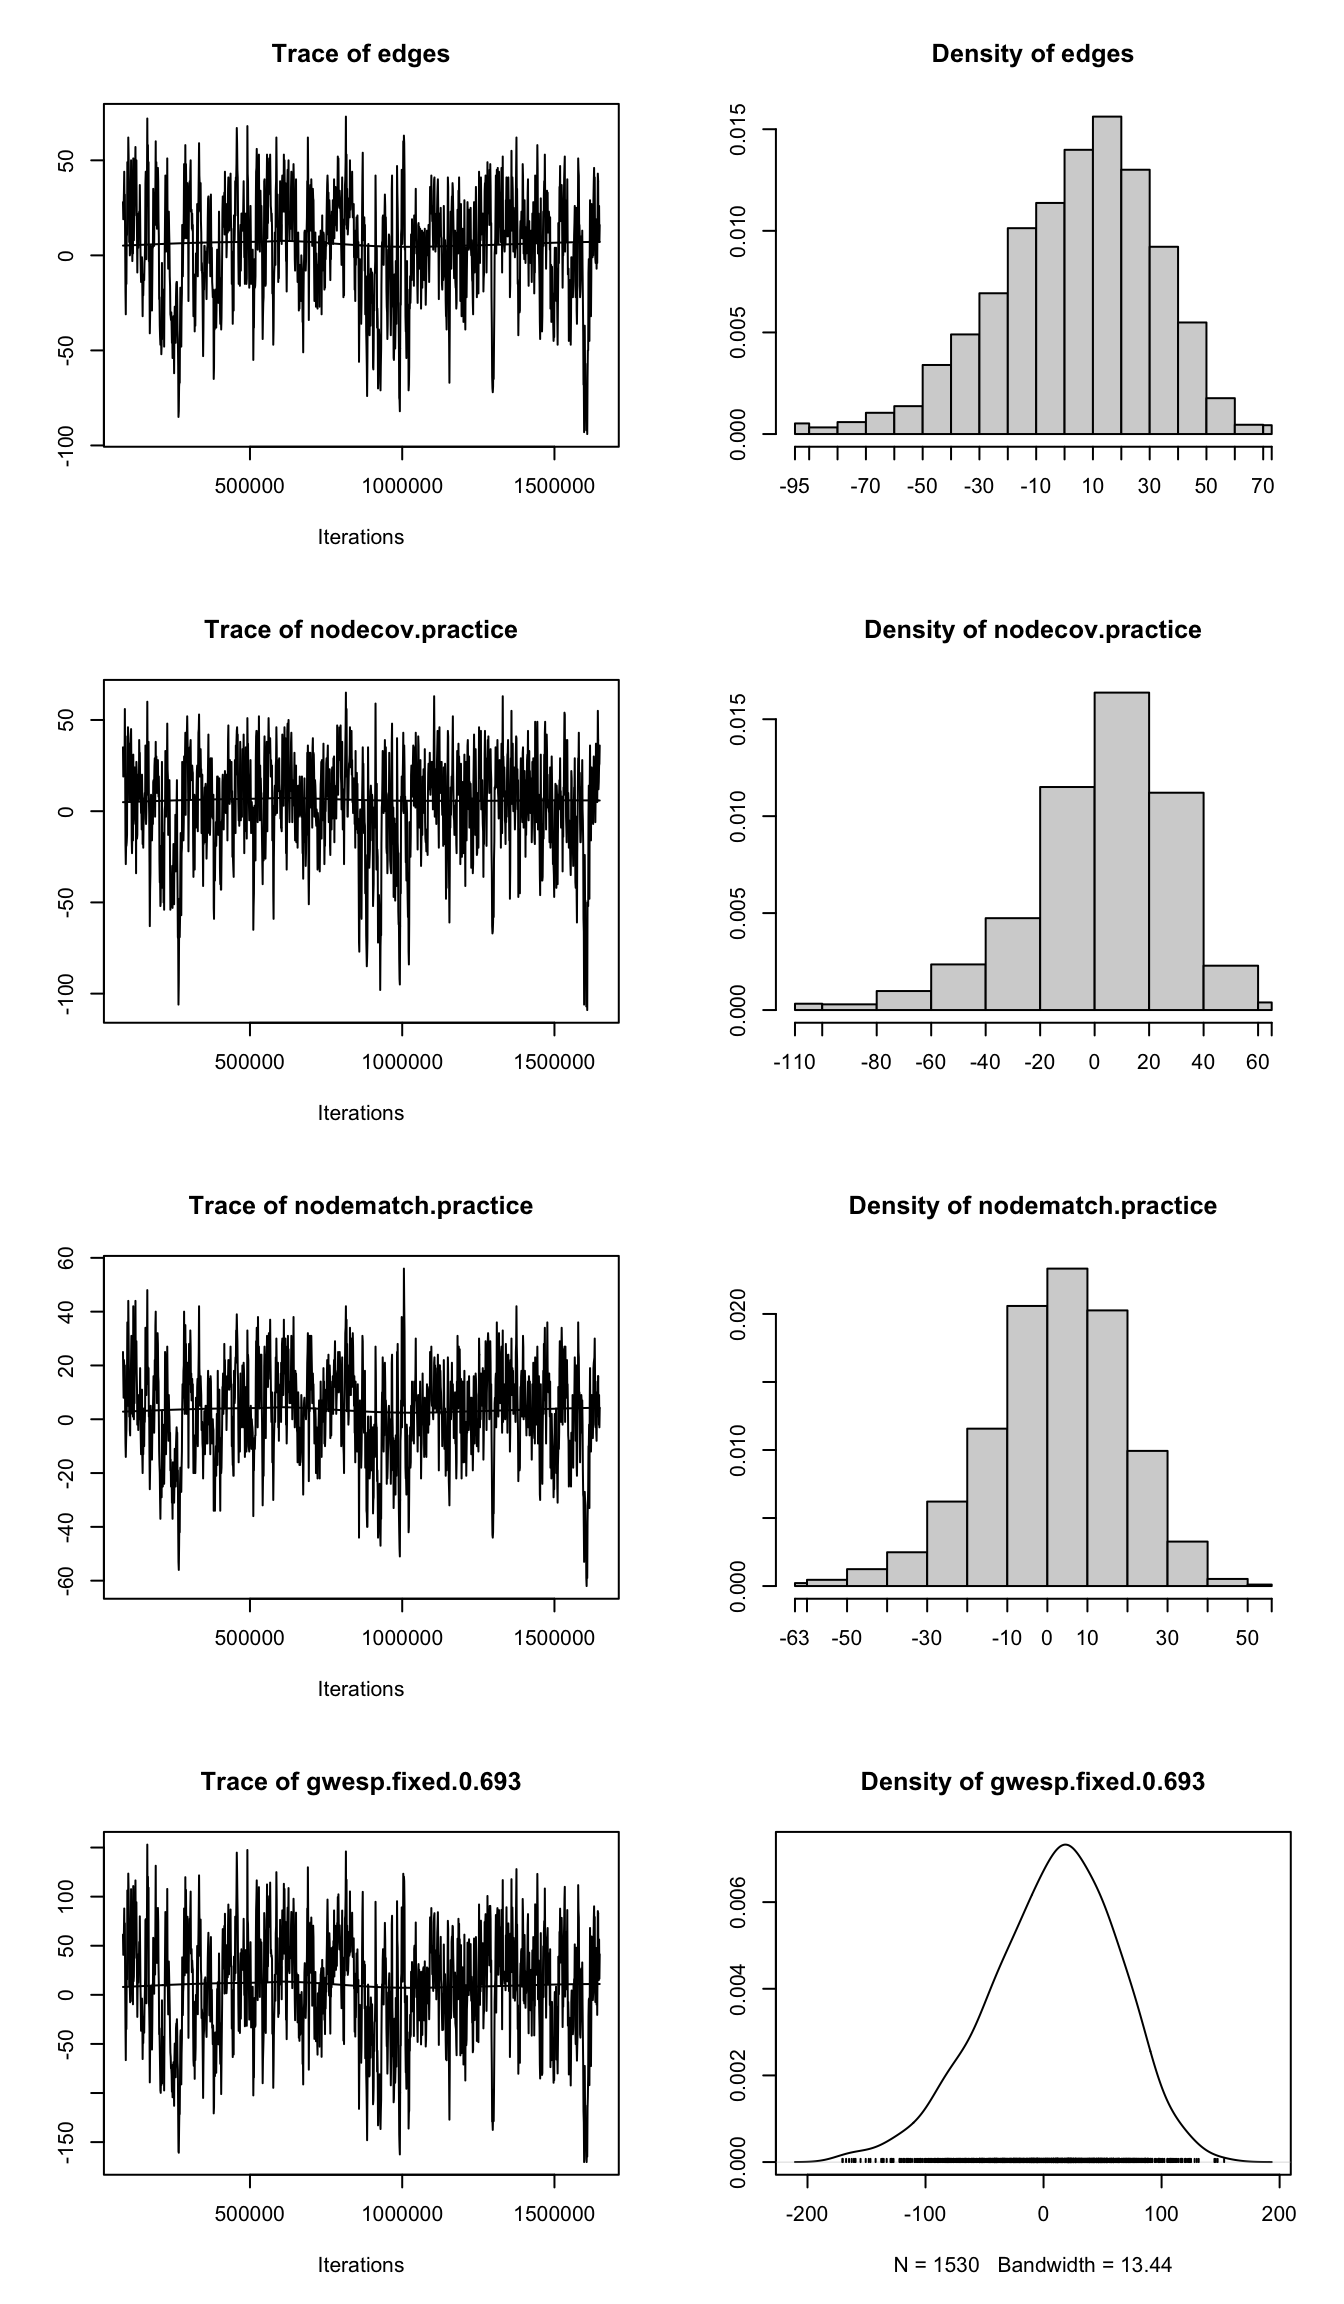 Trace of edges
Density of edges
50
0
-50
-100
500000 1000000 1500000
Iterations
0.015
0.010
0.005
0.000
-95 -70 -50 -30 -10 10 30 50 70
Trace of nodecov.practice
Density of nodecov.practice
50
0
-50
-100
500000 1000000 1500000
Iterations
0.015
0.010
0.005
0.000
-110 -80 -60 -40 -20 0 20 40 60
Trace of nodematch.practice
Density of nodematch.practice
60
40
20
0
-20
-40
-60
500000 1000000 1500000
Iterations
0.020
0.010
0.000
-63 -50 -30 -10 0 10 30 50
Trace of gwesp.fixed.0.693
Density of gwesp.fixed.0.693
100
50
0
-50
-150
500000 1000000 1500000
Iterations
0.006
0.004
0.002
0.000
-200 -100 0 100 200
N = 1530 Bandwidth = 13.44